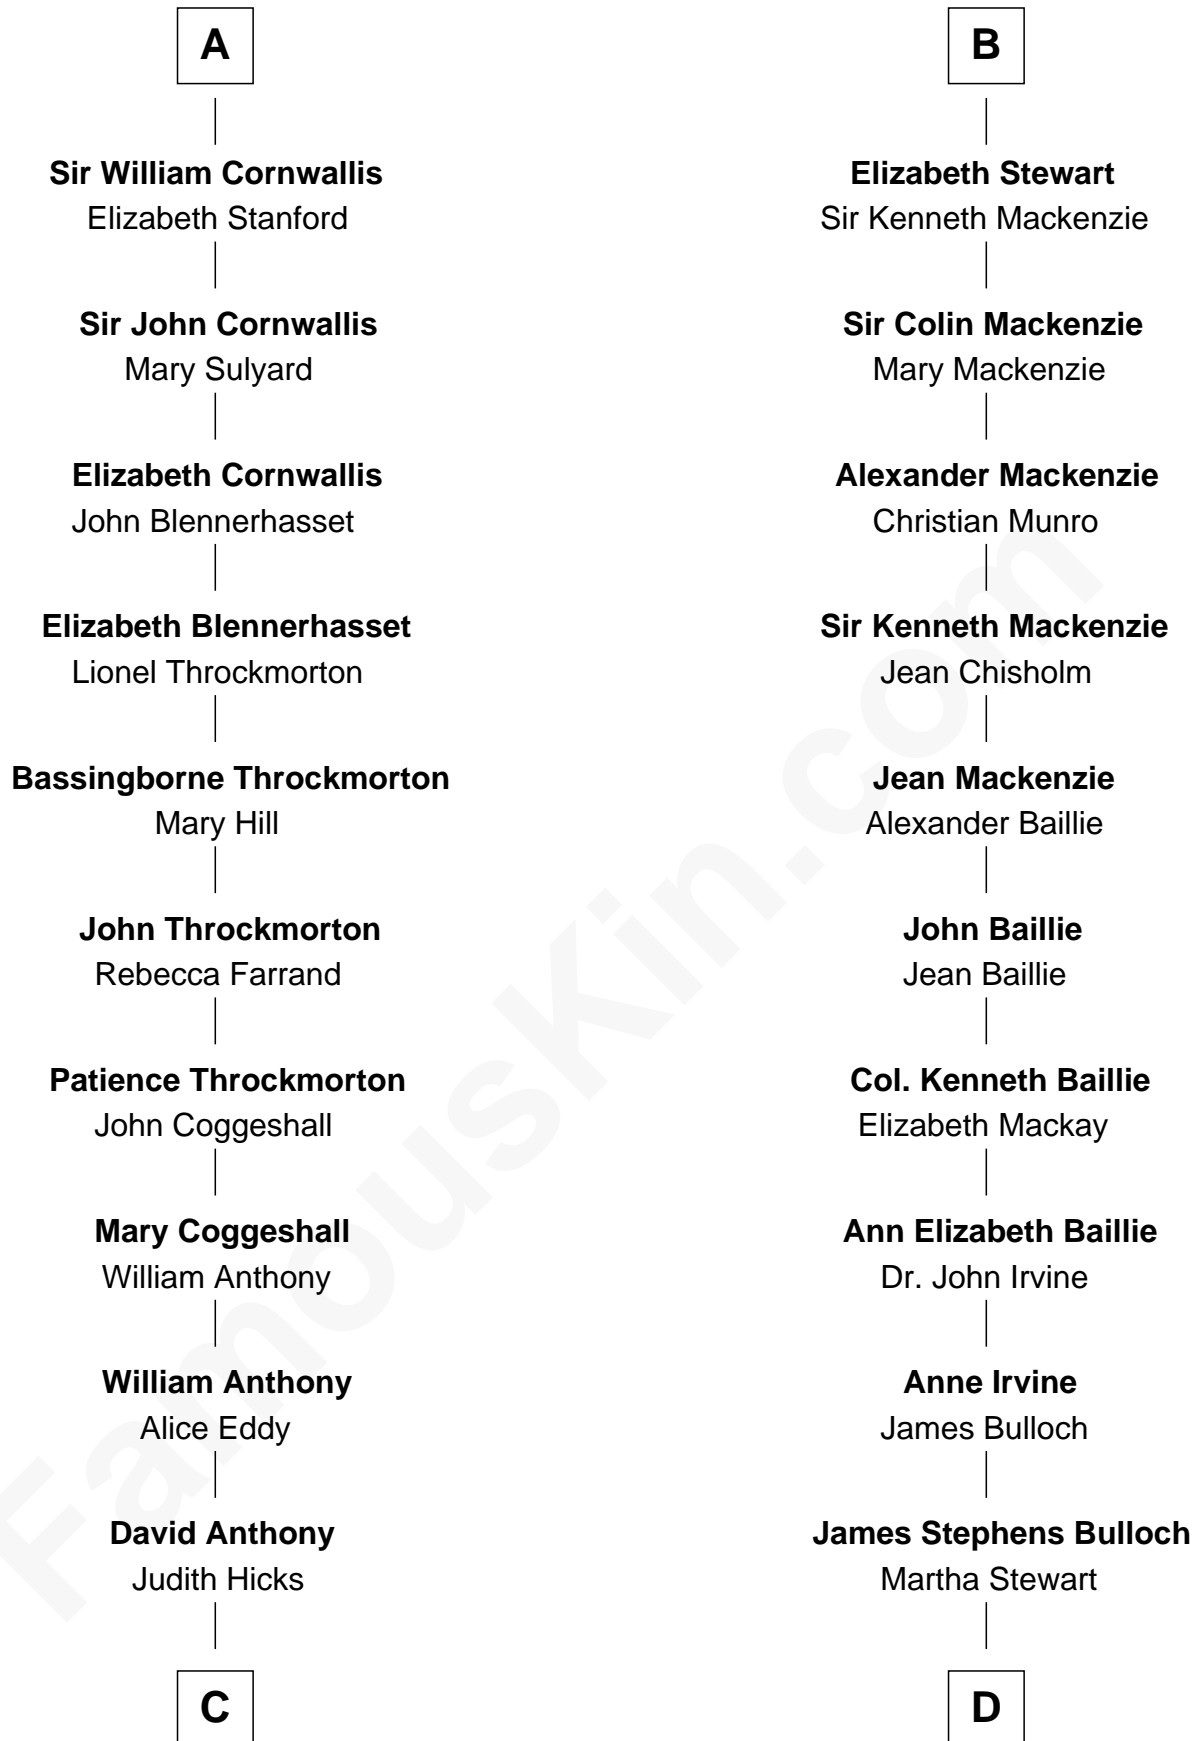 A
Sir William Cornwallis
Elizabeth Stanford
Sir John Cornwallis
Mary Sulyard
Elizabeth Cornwallis
John Blennerhasset
Elizabeth Blennerhasset
Lionel Throckmorton
Bassingborne Throckmorton
Mary Hill
John Throckmorton
Rebecca Farrand
Patience Throckmorton
John Coggeshall
Mary Coggeshall
William Anthony
William Anthony
Alice Eddy
David Anthony
Judith Hicks
C
B
Elizabeth Stewart
Sir Kenneth Mackenzie
Sir Colin Mackenzie
Mary Mackenzie
Alexander Mackenzie
Christian Munro
Sir Kenneth Mackenzie
Jean Chisholm
Jean Mackenzie
Alexander Baillie
John Baillie
Jean Baillie
Col. Kenneth Baillie
Elizabeth Mackay
Ann Elizabeth Baillie
Dr. John Irvine
Anne Irvine
James Bulloch
James Stephens Bulloch
Martha Stewart
D
FamousKin.com